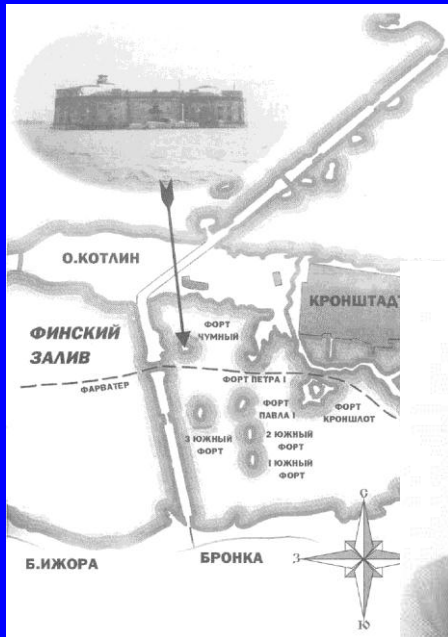 О.КОТЛИН
КРОНШТАДТ
ФИНСКИЙ
ЗАЛИВ
ФОРТ
ЧУМНЫЙ
ФАРВАТЕР
ФОРТ ПЕТРА I
ФОРТ
ПАВЛА I
ФОРТ
КРОНШЛОТ
3 ЮЖНЫЙ
ФОРТ
2 ЮЖНЫЙ
ФОРТ
1 ЮЖНЫЙ
ФОРТ
Б.ИЖОРА
БРОНКА
С
З
Ю